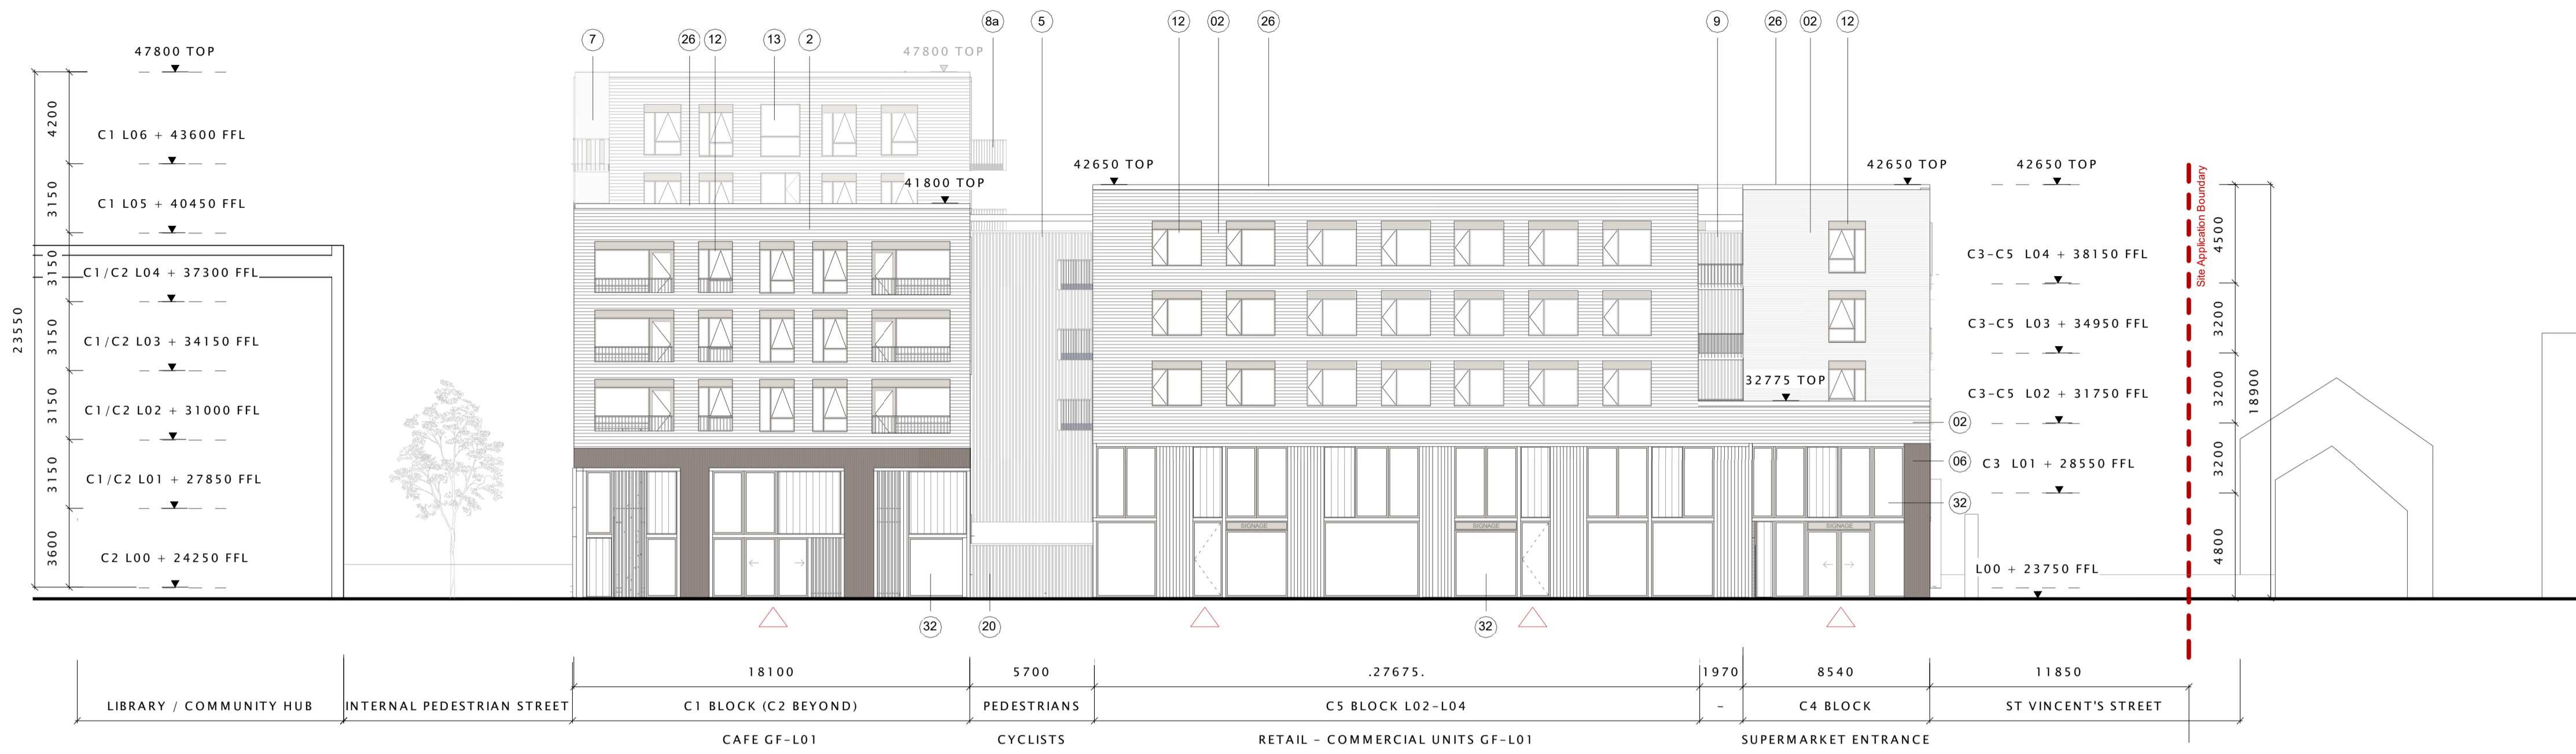 7
26
12
13
2
8a
5
12
02
26
9
26
02
12
47800 TOP
47800 TOP
4200
C1 L06 + 43600 FFL
3150
C1 L05 + 40450 FFL
3150
C1/C2 L04 + 37300 FFL
3150
C1/C2 L03 + 34150 FFL
3150
C1/C2 L02 + 31000 FFL
3150
C1/C2 L01 + 27850 FFL
3600
C2 L00 + 24250 FFL
23550
41800 TOP
42650 TOP
42650 TOP
42650 TOP
32775 TOP
C3-C5 L04 + 38150 FFL
C3-C5 L03 + 34950 FFL
C3-C5 L02 + 31750 FFL
C3 L01 + 28550 FFL
L00 + 23750 FFL
02
06
32
SIGNAGE
SIGNAGE
SIGNAGE
Site Application Boundary
4500
3200
3200
3200
4800
18900
32
20
32
18100
5700
.27675.
1970
8540
11850
LIBRARY / COMMUNITY HUB
INTERNAL PEDESTRIAN STREET
C1 BLOCK (C2 BEYOND)
PEDESTRIANS
C5 BLOCK L02-L04
-
C4 BLOCK
ST VINCENT'S STREET
CAFE GF-L01
CYCLISTS
RETAIL - COMMERCIAL UNITS GF-L01
SUPERMARKET ENTRANCE